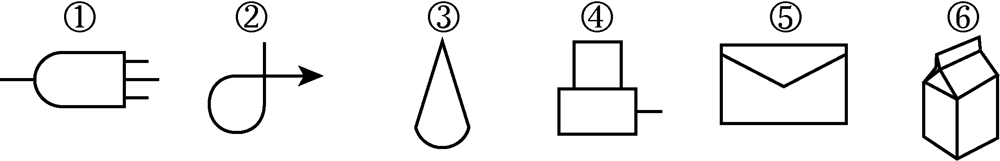 ① ② ③ ④ ⑤ ⑥